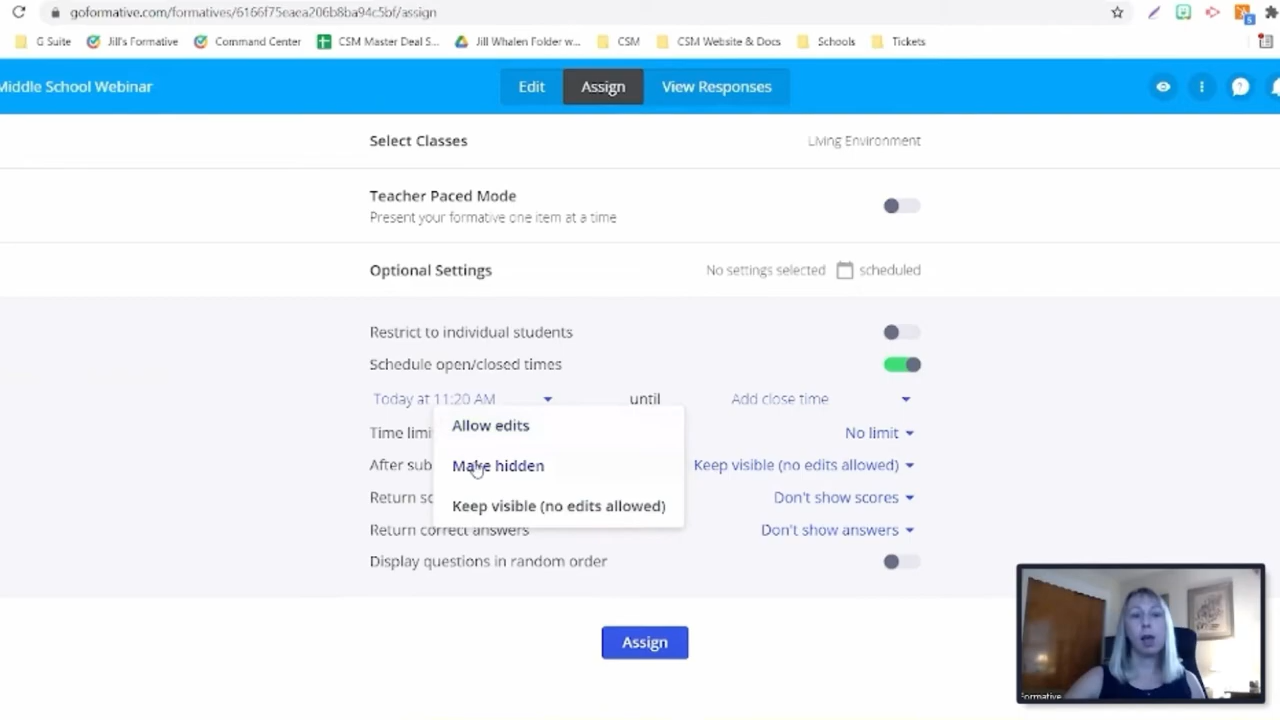 goformative.com/formatives/6166f75eaea206b8ba94c5bf/assign
G Suite Jill's Formative Command Center CSM Master Deal S... Jill Whalen Folder w... CSM CSM Website & Docs Schools Tickets
Middle School Webinar Edit Assign View Responses
Select Classes Living Environment
Teacher Paced Mode
Present your formative one item at a time
Optional Settings No settings selected scheduled
Restrict to individual students
Schedule open/closed times
Today at 11:20 AM until Add close time
Time limi No limit
Allow edits
After sub Keep visible (no edits allowed)
Make hidden
Return sc Don't show scores
Keep visible (no edits allowed)
Return correct answers Don't show answers
Display questions in random order
Assign
Formative